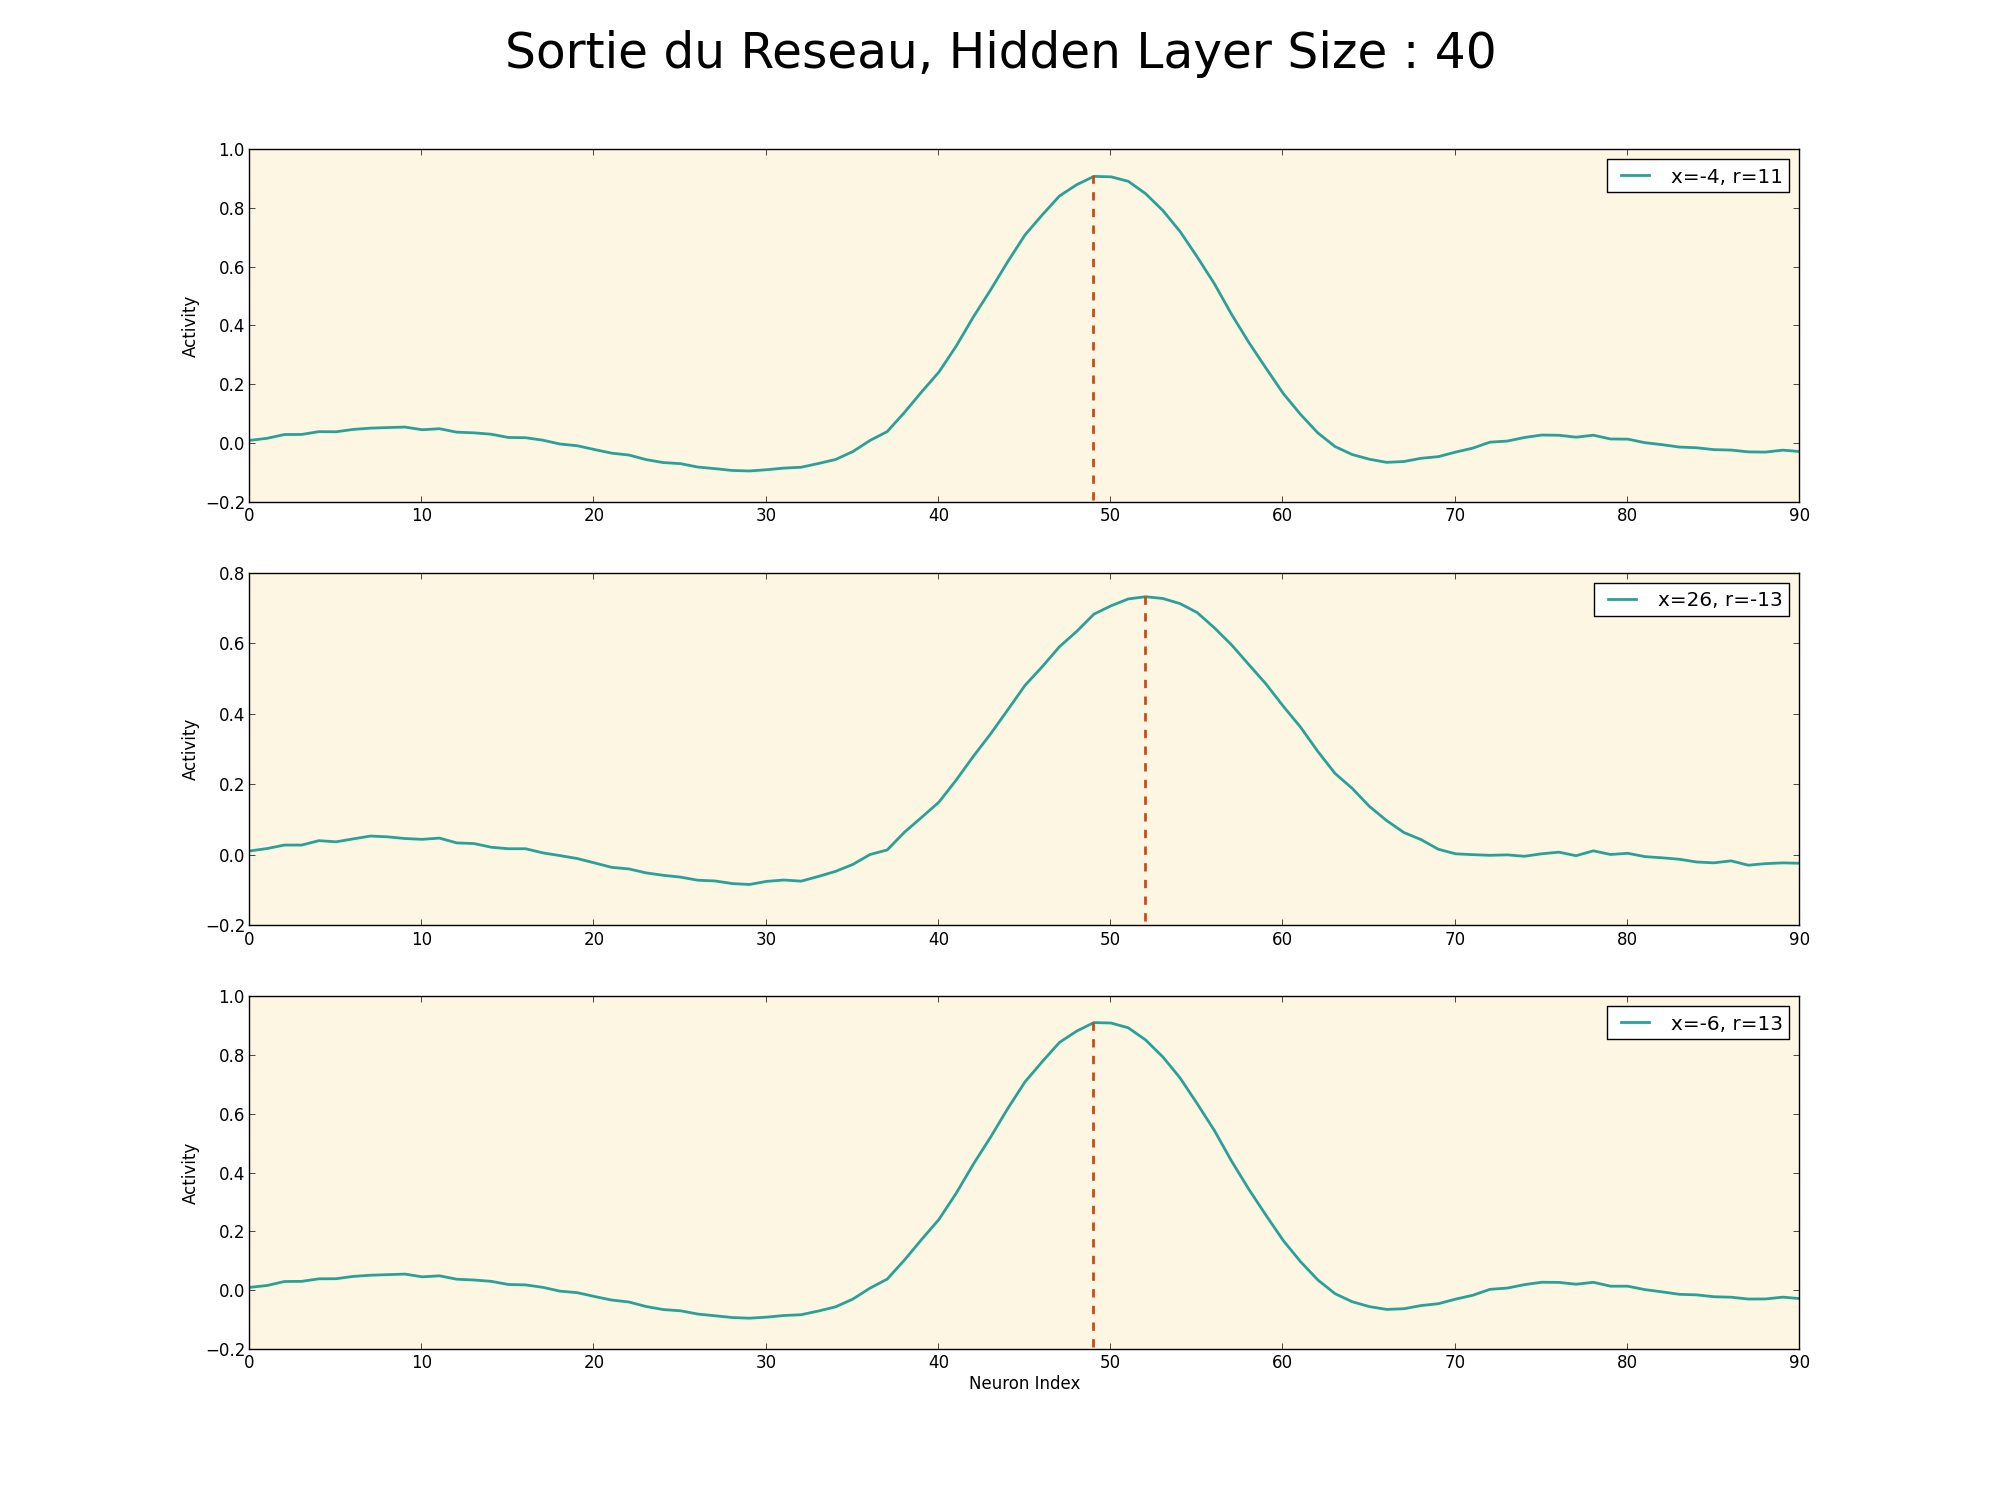 Sortie du Reseau, Hidden Layer Size : 40
1.0
0.8
0.6
0.4
0.2
0.0
−0.2
Activity
x=-4, r=11
0 10 20 30 40 50 60 70 80 90
0.8
0.6
0.4
0.2
0.0
−0.2
Activity
x=26, r=-13
0 10 20 30 40 50 60 70 80 90
1.0
0.8
0.6
0.4
0.2
0.0
−0.2
Activity
x=-6, r=13
0 10 20 30 40 50 60 70 80 90
Neuron Index